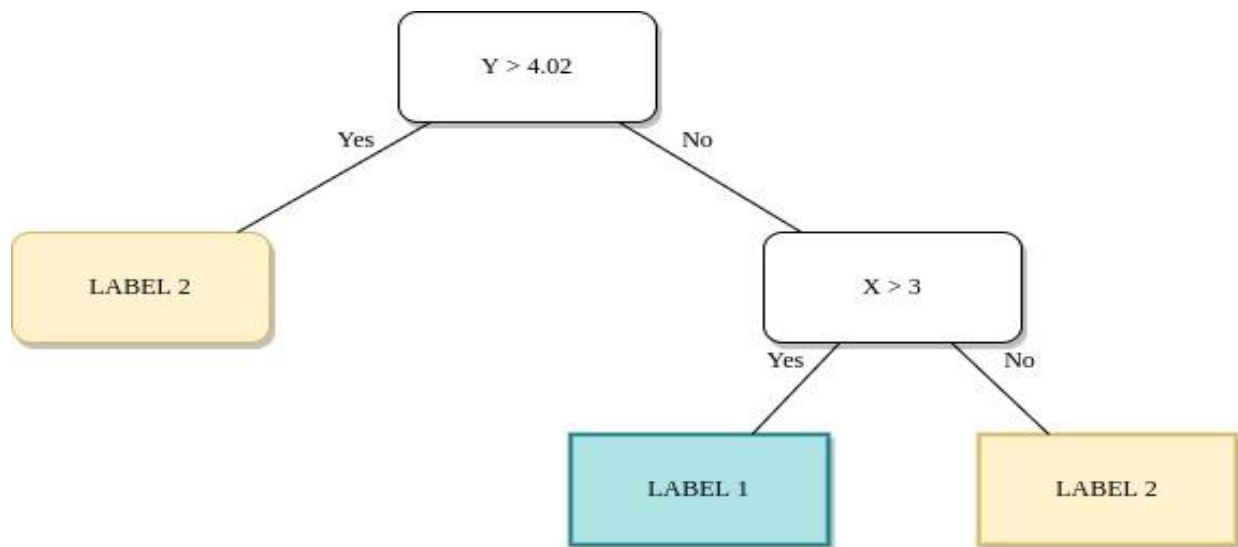 Y > 4.02
Yes
No
LABEL 2
X > 3
Yes
No
LABEL 1
LABEL 2